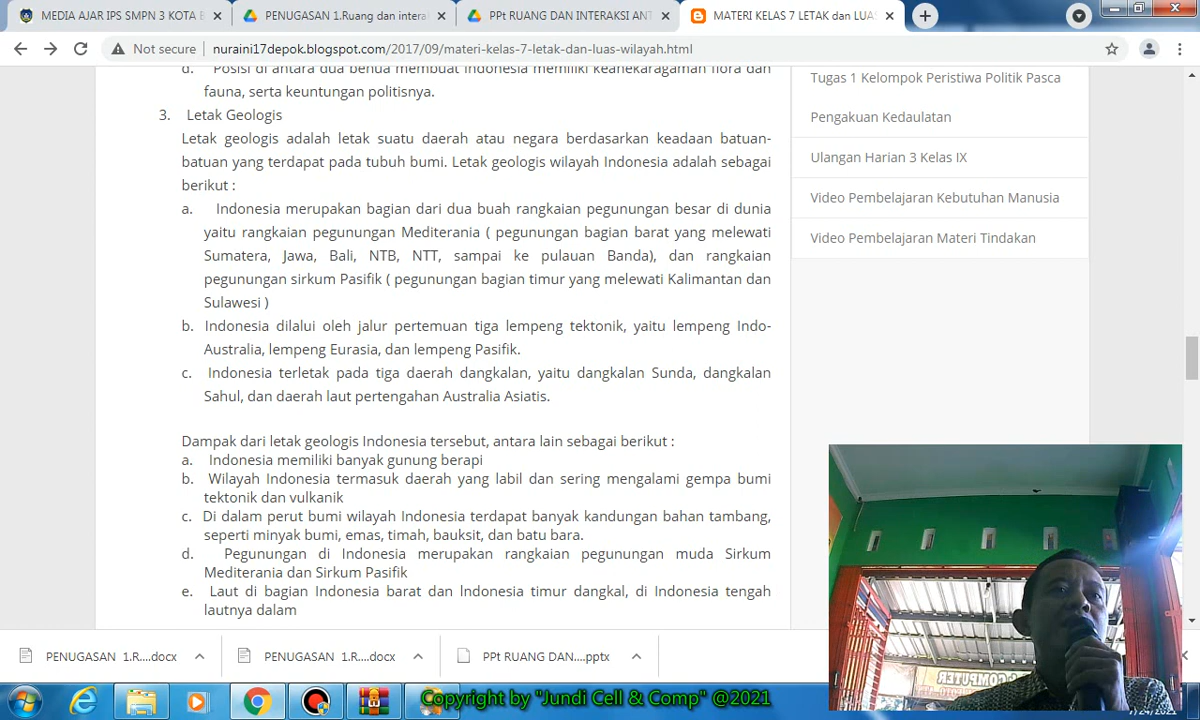 MEDIA AJAR IPS SMPN 3 KOTA B
PENUGASAN 1.Ruang dan intera
PPt RUANG DAN INTERAKSI ANT
MATERI KELAS 7 LETAK dan LUA
Not secure
nuraini17depok.blogspot.com/2017/09/materi-kelas-7-letak-dan-luas-wilayah.html
d. Posisi di antara dua benua membuat Indonesia memiliki keanekaragaman flora dan
fauna, serta keuntungan politisnya.
3. Letak Geologis
Letak geologis adalah letak suatu daerah atau negara berdasarkan keadaan batuan-
batuan yang terdapat pada tubuh bumi. Letak geologis wilayah Indonesia adalah sebagai
berikut :
a. Indonesia merupakan bagian dari dua buah rangkaian pegunungan besar di dunia
yaitu rangkaian pegunungan Mediterania ( pegunungan bagian barat yang melewati
Sumatera, Jawa, Bali, NTB, NTT, sampai ke pulauan Banda), dan rangkaian
pegunungan sirkum Pasifik ( pegunungan bagian timur yang melewati Kalimantan dan
Sulawesi )
b. Indonesia dilalui oleh jalur pertemuan tiga lempeng tektonik, yaitu lempeng Indo-
Australia, lempeng Eurasia, dan lempeng Pasifik.
c. Indonesia terletak pada tiga daerah dangkalan, yaitu dangkalan Sunda, dangkalan
Sahul, dan daerah laut pertengahan Australia Asiatis.
Dampak dari letak geologis Indonesia tersebut, antara lain sebagai berikut :
a. Indonesia memiliki banyak gunung berapi
b. Wilayah Indonesia termasuk daerah yang labil dan sering mengalami gempa bumi
tektonik dan vulkanik
c. Di dalam perut bumi wilayah Indonesia terdapat banyak kandungan bahan tambang,
seperti minyak bumi, emas, timah, bauksit, dan batu bara.
d. Pegunungan di Indonesia merupakan rangkaian pegunungan muda Sirkum
Mediterania dan Sirkum Pasifik
e. Laut di bagian Indonesia barat dan Indonesia timur dangkal, di Indonesia tengah
lautnya dalam
Tugas 1 Kelompok Peristiwa Politik Pasca
Pengakuan Kedaulatan
Ulangan Harian 3 Kelas IX
Video Pembelajaran Kebutuhan Manusia
Video Pembelajaran Materi Tindakan
COMPUTER
PENUGASAN 1.R....docx
PENUGASAN 1.R....docx
PPt RUANG DAN....pptx
Copyright by "Jundi Cell & Comp" @2021